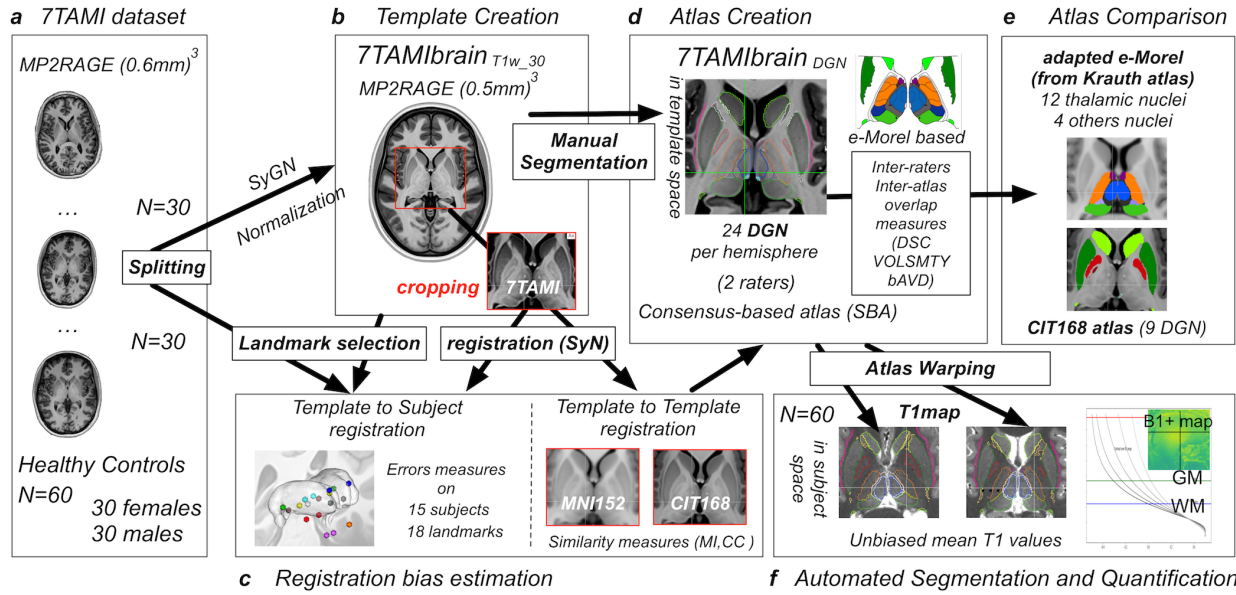 a 7TAMI dataset
MP2RAGE (0.6mm)³
...
N=30
Splitting
...
N=30
Healthy Controls
N=60
30 females
30 males
SyGN
Normalization
b Template Creation
7TAMIbrain T1w_30
MP2RAGE (0.5mm)³
cropping
7TAMI
Manual
Segmentation
Landmark selection
registration (SyN)
Template to Subject
registration
Errors measures
on
15 subjects
18 landmarks
Template to Template
registration
MNI152
CIT168
Similarity measures (MI,CC )
c Registration bias estimation
d Atlas Creation
7TAMIbrain DGN
in template space
e-Morel based
24 DGN
per hemisphere
(2 raters)
Consensus-based atlas (SBA)
Inter-raters
Inter-atlas
overlap
measures
(DSC
VOLSMTY
bAVD)
e Atlas Comparison
adapted e-Morel
(from Krauth atlas)
12 thalamic nuclei
4 others nuclei
CIT168 atlas (9 DGN)
Atlas Warping
N=60
T1map
in subject
space
B1+ map
GM
WM
Unbiased mean T1 values
f Automated Segmentation and Quantification